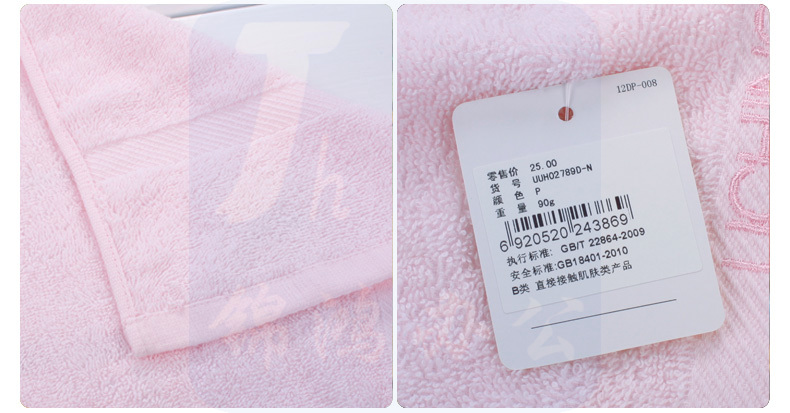 12DP-008
零售价 25.00
货 号 UUH02789D-N
颜 色 P
重 量 90g
6 920520 243869
执行标准: GB/T 22864-2009
安全标准:GB18401-2010
B类 直接接触肌肤类产品